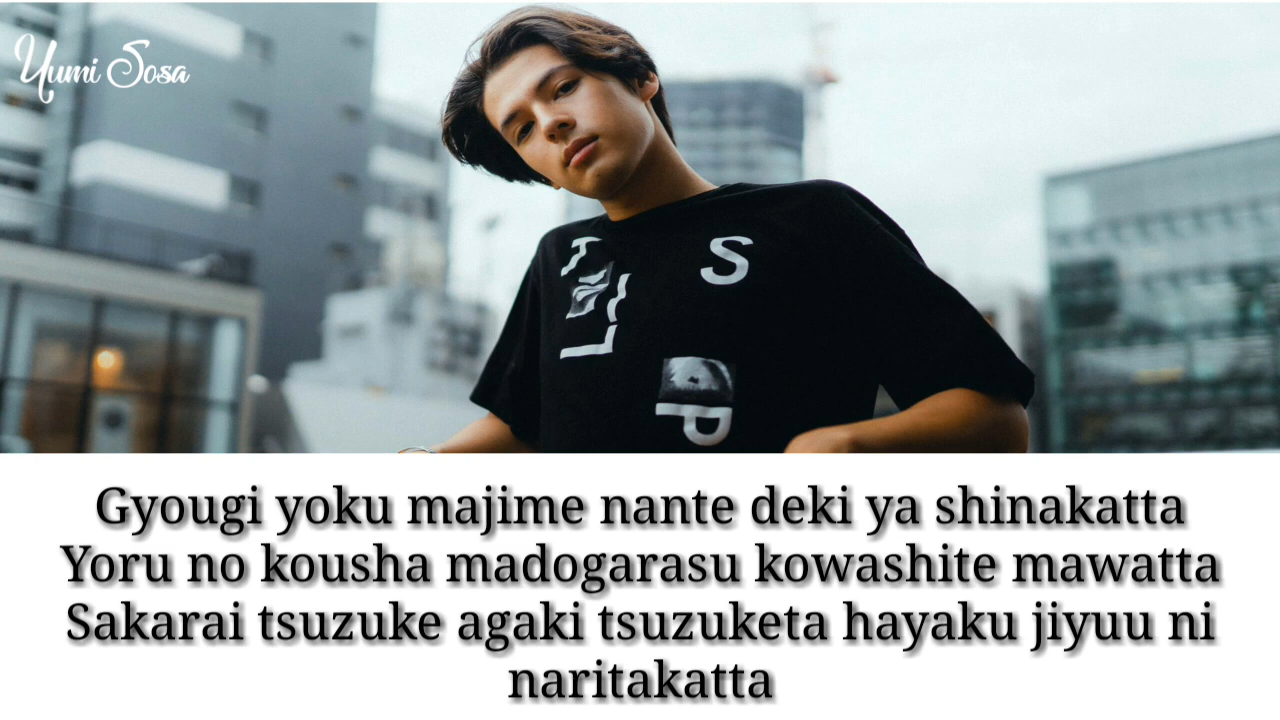 Yumi Sosa
S
P
Gyougi yoku majime nante deki ya shinakatta
Yoru no kousha madogarasu kowashite mawatta
Sakarai tsuzuke agaki tsuzuketa hayaku jiyuu ni
naritakatta